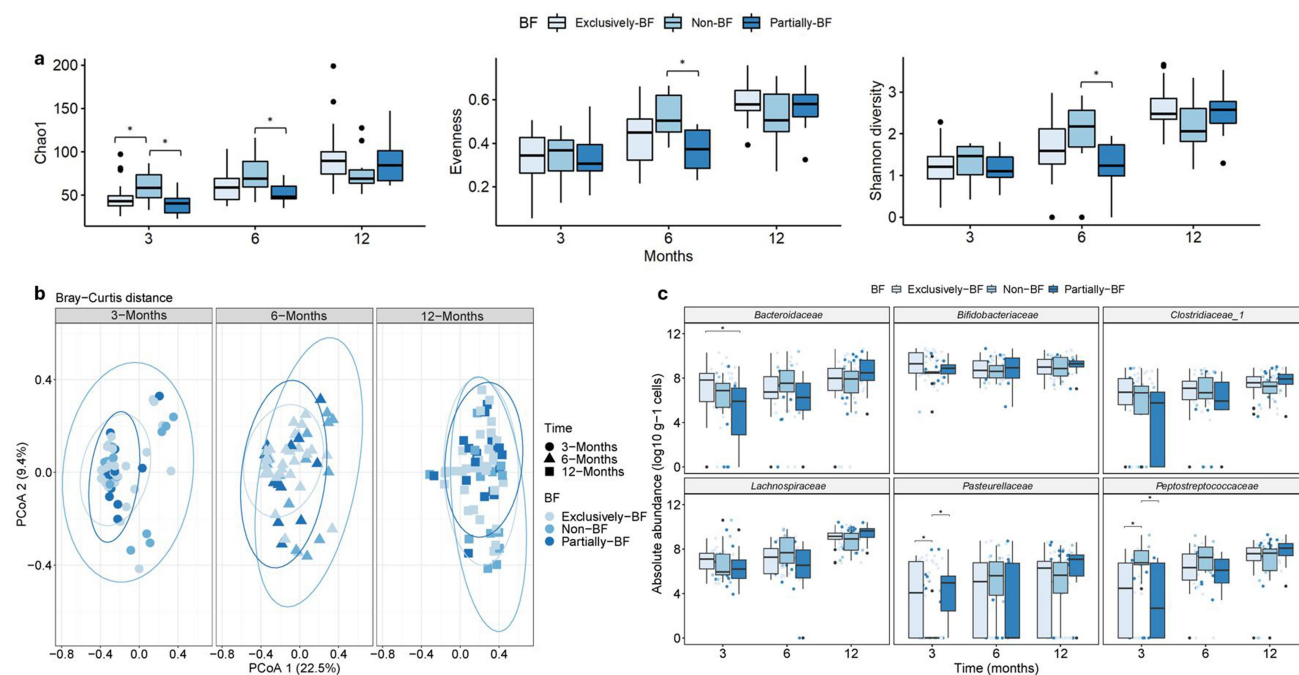 BF Exclusively-BF Non-BF Partially-BF
a
Chao1
200
150
100
50
3 6 12
*
*
*
Evenness
0.6
0.4
0.2
3 6 12
*
Months
Shannon diversity
3
2
1
0
3 6 12
*
b
Bray−Curtis distance
3−Months 6−Months 12−Months
PCoA 2 (9.4%)
0.4
0.0
−0.4
−0.8 −0.4 0.0 0.4 −0.8 −0.4 0.0 0.4 −0.8 −0.4 0.0 0.4
PCoA 1 (22.5%)
Time
3−Months
6−Months
12−Months
BF
Exclusively−BF
Non−BF
Partially−BF
c
BF Exclusively−BF Non−BF Partially−BF
Bacteroidaceae Bifidobacteriaceae Clostridiaceae_1
Absolute abundance (log10 g−1 cells)
12
8
4
0
*
Lachnospiraceae Pasteurellaceae Peptostreptococcaceae
12
8
4
0
* *
* *
3 6 12 3 6 12 3 6 12
Time (months)